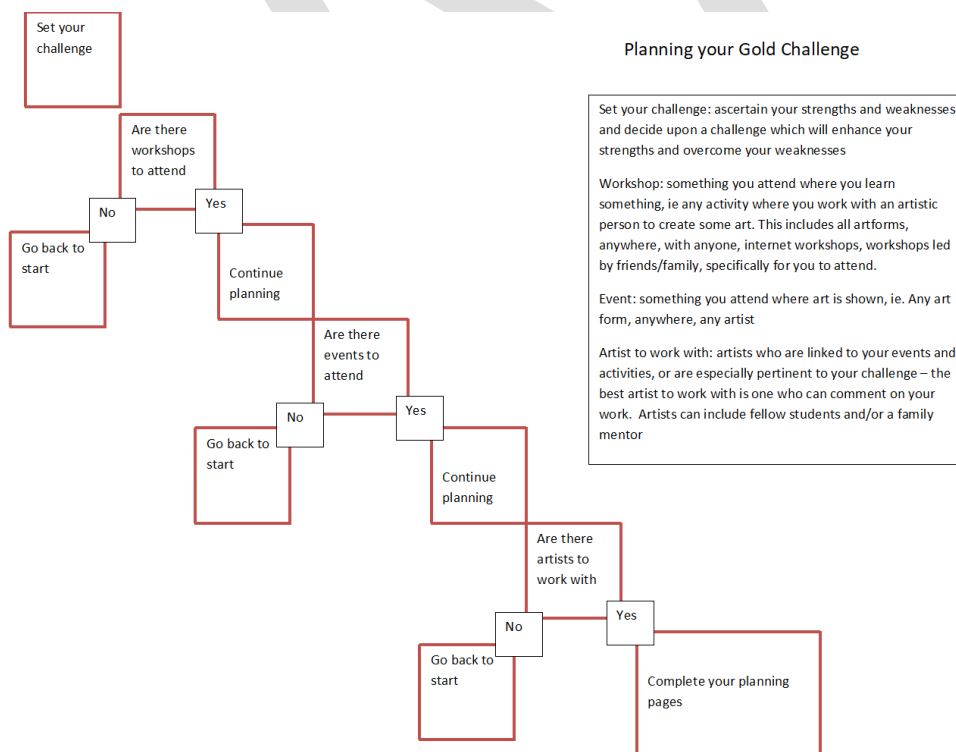 Set your
challenge
Planning your Gold Challenge
Are there
workshops
to attend
No
Yes
Go back to
start
Continue
planning
Are there
events to
attend
No
Yes
Go back to
start
Continue
planning
Are there
artists to
work with
No
Yes
Go back to
start
Complete your planning
pages
Set your challenge: ascertain your strengths and weaknesses
and decide upon a challenge which will enhance your
strengths and overcome your weaknesses
Workshop: something you attend where you learn
something, ie any activity where you work with an artistic
person to create some art. This includes all artforms,
anywhere, with anyone, internet workshops, workshops led
by friends/family, specifically for you to attend.
Event: something you attend where art is shown, ie. Any art
form, anywhere, any artist
Artist to work with: artists who are linked to your events and
activities, or are especially pertinent to your challenge – the
best artist to work with is one who can comment on your
work.  Artists can include fellow students and/or a family
mentor